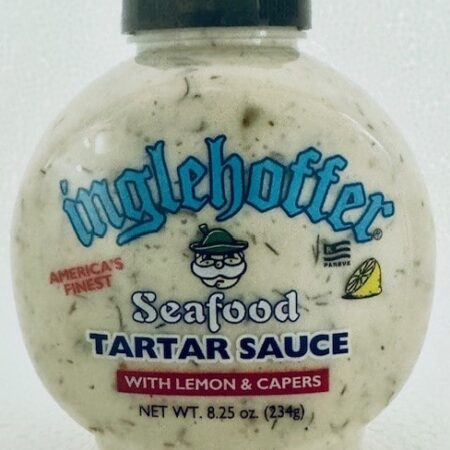 inglehoffer®
AMERICA'S
FINEST
PAREVE
Seafood
TARTAR SAUCE
WITH LEMON & CAPERS
NET WT. 8.25 oz. (234g)